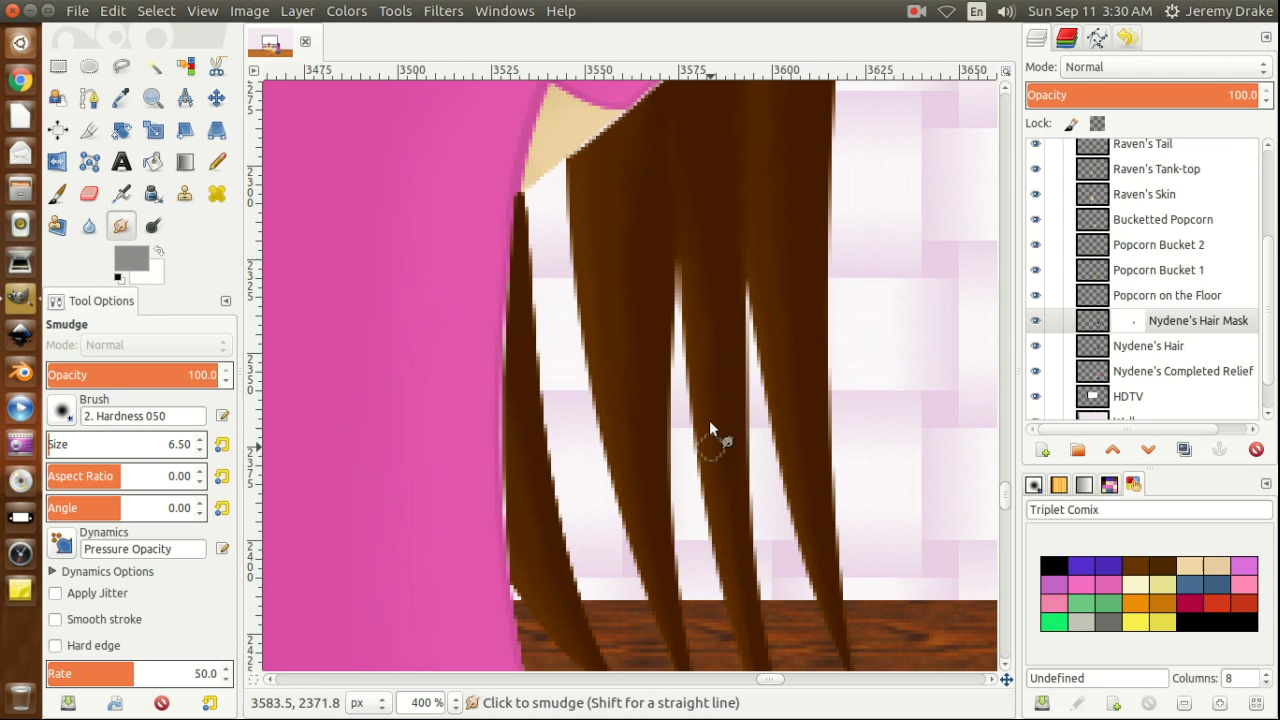 File Edit Select View Image Layer Colors Tools Filters Windows Help
En Sun Sep 11 3:30 AM Jeremy Drake
3475 3500 3525 3550 3575 3600 3625 3650
Tool Options
Smudge
Mode: Normal
Opacity 100.0
Brush
2. Hardness 050
Size 6.50
Aspect Ratio 0.00
Angle 0.00
Dynamics
Pressure Opacity
Dynamics Options
Apply Jitter
Smooth stroke
Hard edge
Rate 50.0
3583.5, 2371.8 px 400 % Click to smudge (Shift for a straight line)
Mode: Normal
Opacity 100.0
Lock:
Raven's Tail
Raven's Tank-top
Raven's Skin
Bucketted Popcorn
Popcorn Bucket 2
Popcorn Bucket 1
Popcorn on the Floor
Nydene's Hair Mask
Nydene's Hair
Nydene's Completed Relief
HDTV
Triplet Comix
Undefined Columns: 8